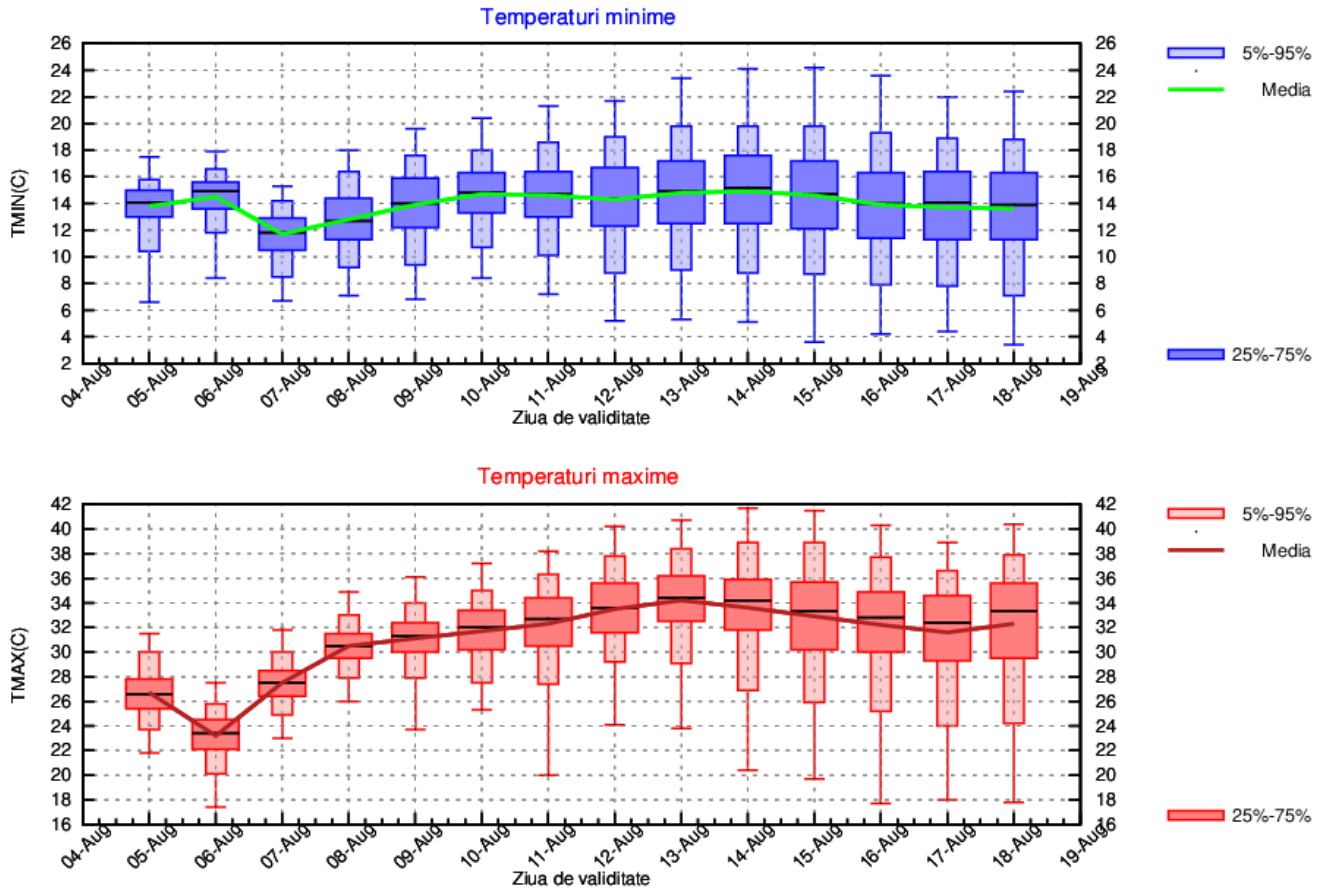 Temperaturi minime
TMIN(C)
26
24
22
20
18
16
14
12
10
8
6
4
2
26
24
22
20
18
16
14
12
10
8
6
4
2
04-Aug
05-Aug
06-Aug
07-Aug
08-Aug
09-Aug
10-Aug
11-Aug
12-Aug
13-Aug
14-Aug
15-Aug
16-Aug
17-Aug
18-Aug
19-Aug
Ziua de validitate
5%-95%
Media
25%-75%
Temperaturi maxime
TMAX(C)
42
40
38
36
34
32
30
28
26
24
22
20
18
16
42
40
38
36
34
32
30
28
26
24
22
20
18
16
04-Aug
05-Aug
06-Aug
07-Aug
08-Aug
09-Aug
10-Aug
11-Aug
12-Aug
13-Aug
14-Aug
15-Aug
16-Aug
17-Aug
18-Aug
19-Aug
Ziua de validitate
5%-95%
Media
25%-75%